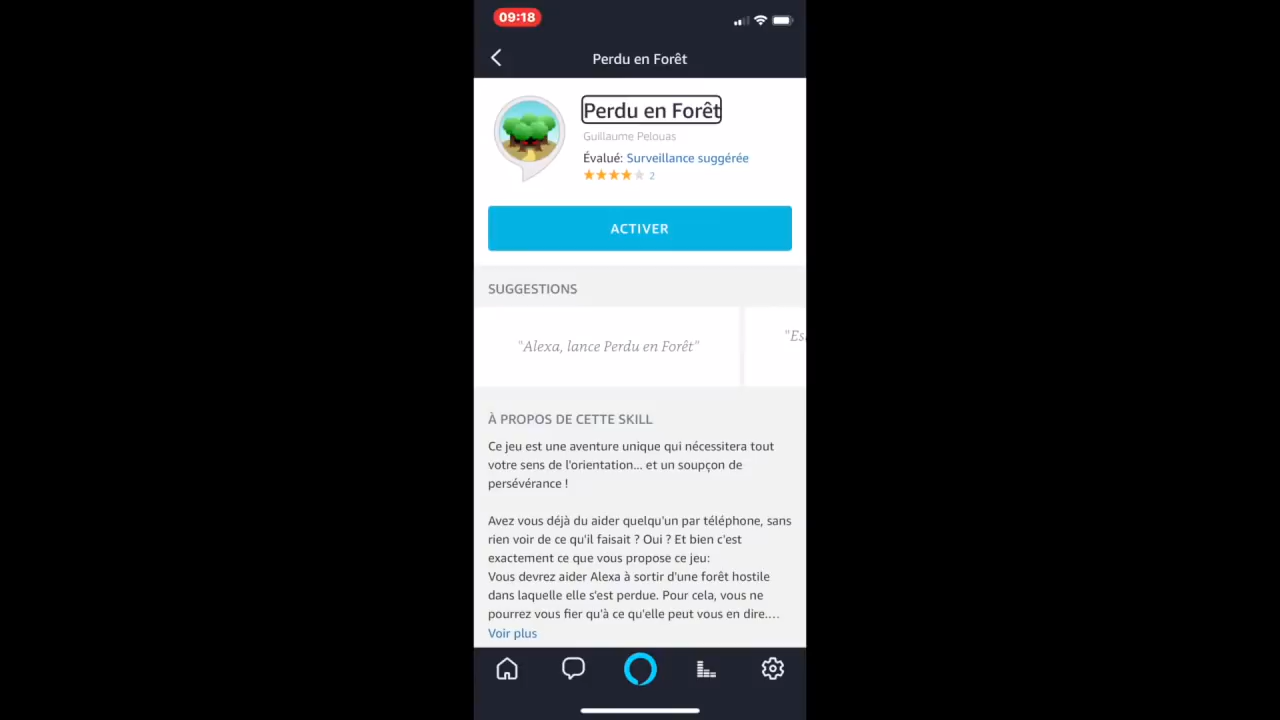 09:18
Perdu en Forêt
Perdu en Forêt
Guillaume Pelouas
Évalué: Surveillance suggérée
2
ACTIVER
SUGGESTIONS
"Alexa, lance Perdu en Forêt"
"Es
À PROPOS DE CETTE SKILL
Ce jeu est une aventure unique qui nécessitera tout
votre sens de l'orientation... et un soupçon de
persévérance !
Avez vous déjà du aider quelqu'un par téléphone, sans
rien voir de ce qu'il faisait ? Oui ? Et bien c'est
exactement ce que vous propose ce jeu:
Vous devrez aider Alexa à sortir d'une forêt hostile
dans laquelle elle s'est perdue. Pour cela, vous ne
pourrez vous fier qu'à ce qu'elle peut vous en dire.…
Voir plus